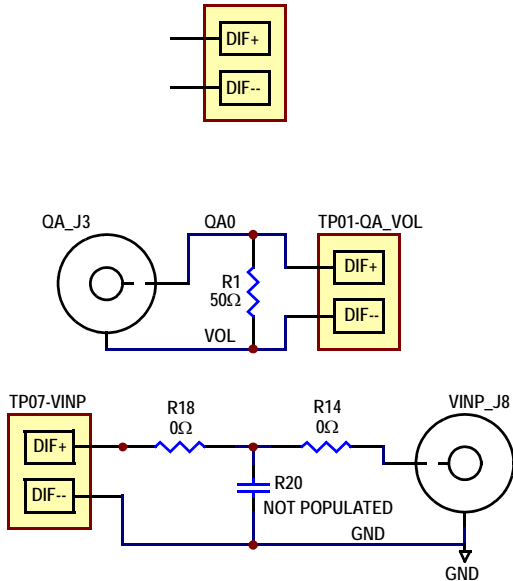 DIF+
DIF--
QA_J3
QA0
TP01-QA_VOL
DIF+
R1
50Ω
DIF--
VOL
TP07-VINP
R18
0Ω
R14
0Ω
VINP_J8
DIF+
DIF--
R20
NOT POPULATED
GND
GND